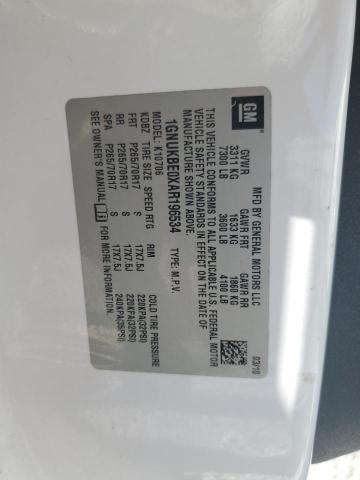 GM
MFD BY GENERAL MOTORS LLC
03/10
GVWR GAWR FRT GAWR RR
3311 KG 1633 KG 1860 KG
7300 LB 3600 LB 4100 LB
THIS VEHICLE CONFORMS TO ALL APPLICABLE U.S. FEDERAL MOTOR
VEHICLE SAFETY STANDARDS IN EFFECT ON THE DATE OF
MANUFACTURE SHOWN ABOVE.
1GNUKBE0XAR196534 TYPE: M.P.V.
MODEL: K10706
KDBZ TIRE SIZE SPEED RTG RIM COLD TIRE PRESSURE
FRT P265/70R17 S 17X7.5J 220KPA(32PSI)
RR P265/70R17 S 17X7.5J 220KPA(32PSI)
SPA P265/70R17 S 17X7.5J 240KPA(35PSI)
SEE OWNER'S MANUAL FOR MORE INFORMATION.